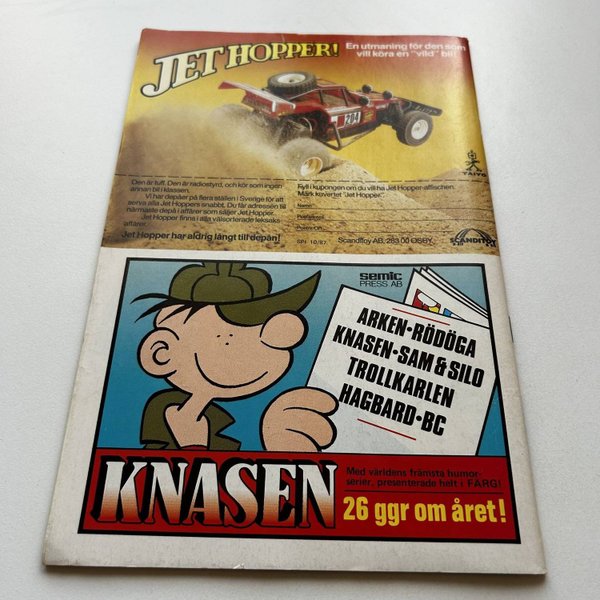 JET HOPPER!
En utmaning för den som
vill köra en "vild" bil!
204
TAIYO
Den är tuff. Den är radiostyrd, och kör som ingen
annan bil i klassen.
Vi har depåer på flera ställen i Sverige för att
serva alla Jet Hoppers snabbt. Du får adressen till
närmaste depå i affärer som säljer Jet Hopper.
Jet Hopper finns i alla välsorterade leksaks
affärer.
Jet Hopper har aldrig långt till depån!
Fyll i kupongen om du vill ha Jet Hopper-affischen.
Märk kuvertet "Jet Hopper".
Namn:
Postadress:
Postnr/Ort:
SPI 10/87
Scanditoy AB, 283 00 OSBY.
SCANDITOY
semic
PRESS AB
ARKEN•RÖDÖGA
KNASEN•SAM & SILO
TROLLKARLEN
HAGBARD•BC
KNASEN
Med världens främsta humor-
serier, presenterade helt i FÄRG!
26 ggr om året!